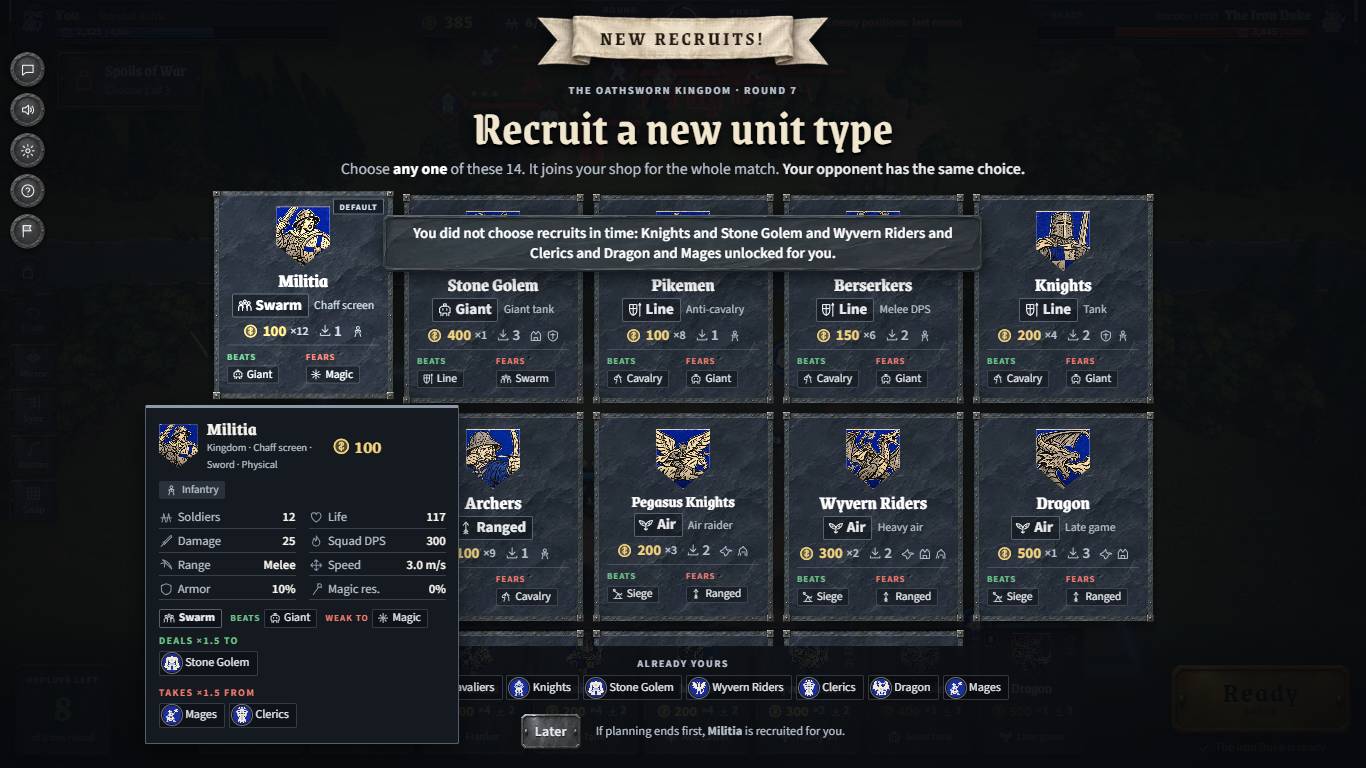 NEW RECRUITS!
THE OATHSWORN KINGDOM · ROUND 7
Recruit a new unit type
Choose any one of these 14. It joins your shop for the whole match. Your opponent has the same choice.
You
385
The Iron Duke
Spoils of War
DEFAULT
You did not choose recruits in time: Knights and Stone Golem and Wyvern Riders and
Clerics and Dragon and Mages unlocked for you.
Militia
Swarm Chaff screen
100 ×12 1
BEATS FEARS
Giant Magic
Stone Golem
Giant Giant tank
400 ×1 3
BEATS FEARS
Line Swarm
Pikemen
Line Anti-cavalry
100 ×8 1
BEATS FEARS
Cavalry Giant
Berserkers
Line Melee DPS
150 ×6 2
BEATS FEARS
Cavalry Giant
Knights
Line Tank
200 ×4 2
BEATS FEARS
Cavalry Giant
Militia
Kingdom · Chaff screen ·
Sword · Physical
100
Infantry
Soldiers 12 Life 117
Damage 25 Squad DPS 300
Range Melee Speed 3.0 m/s
Armor 10% Magic res. 0%
Swarm BEATS Giant WEAK TO Magic
DEALS ×1.5 TO
Stone Golem
TAKES ×1.5 FROM
Mages Clerics
Archers
Ranged
100 ×9 1
FEARS
Cavalry
Pegasus Knights
Air Air raider
200 ×3 2
BEATS FEARS
Siege Ranged
Wyvern Riders
Air Heavy air
300 ×2 2
BEATS FEARS
Siege Ranged
Dragon
Air Late game
500 ×1 3
BEATS FEARS
Siege Ranged
ALREADY YOURS
Knights Stone Golem Wyvern Riders Clerics Dragon Mages
Later
If planning ends first, Militia is recruited for you.
8
Ready